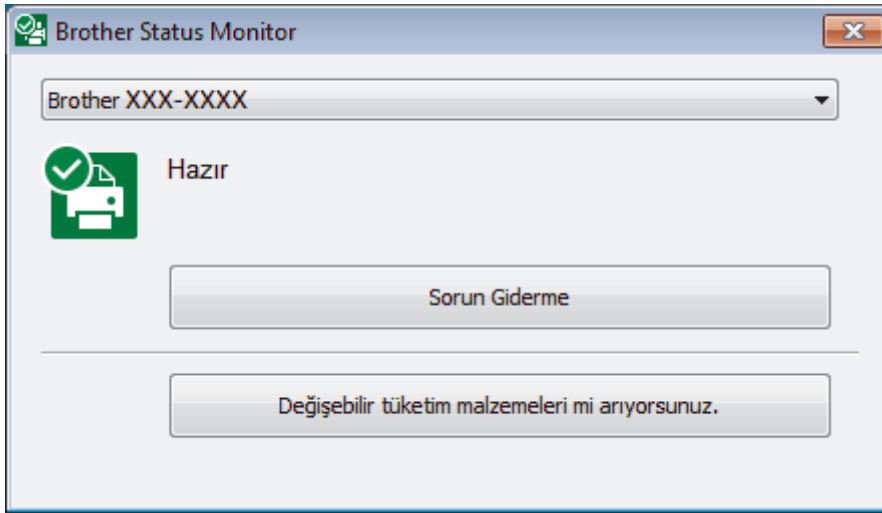 Brother Status Monitor
Brother XXX-XXXX
Hazır
Sorun Giderme
Değişebilir tüketim malzemeleri mi arıyorsunuz.